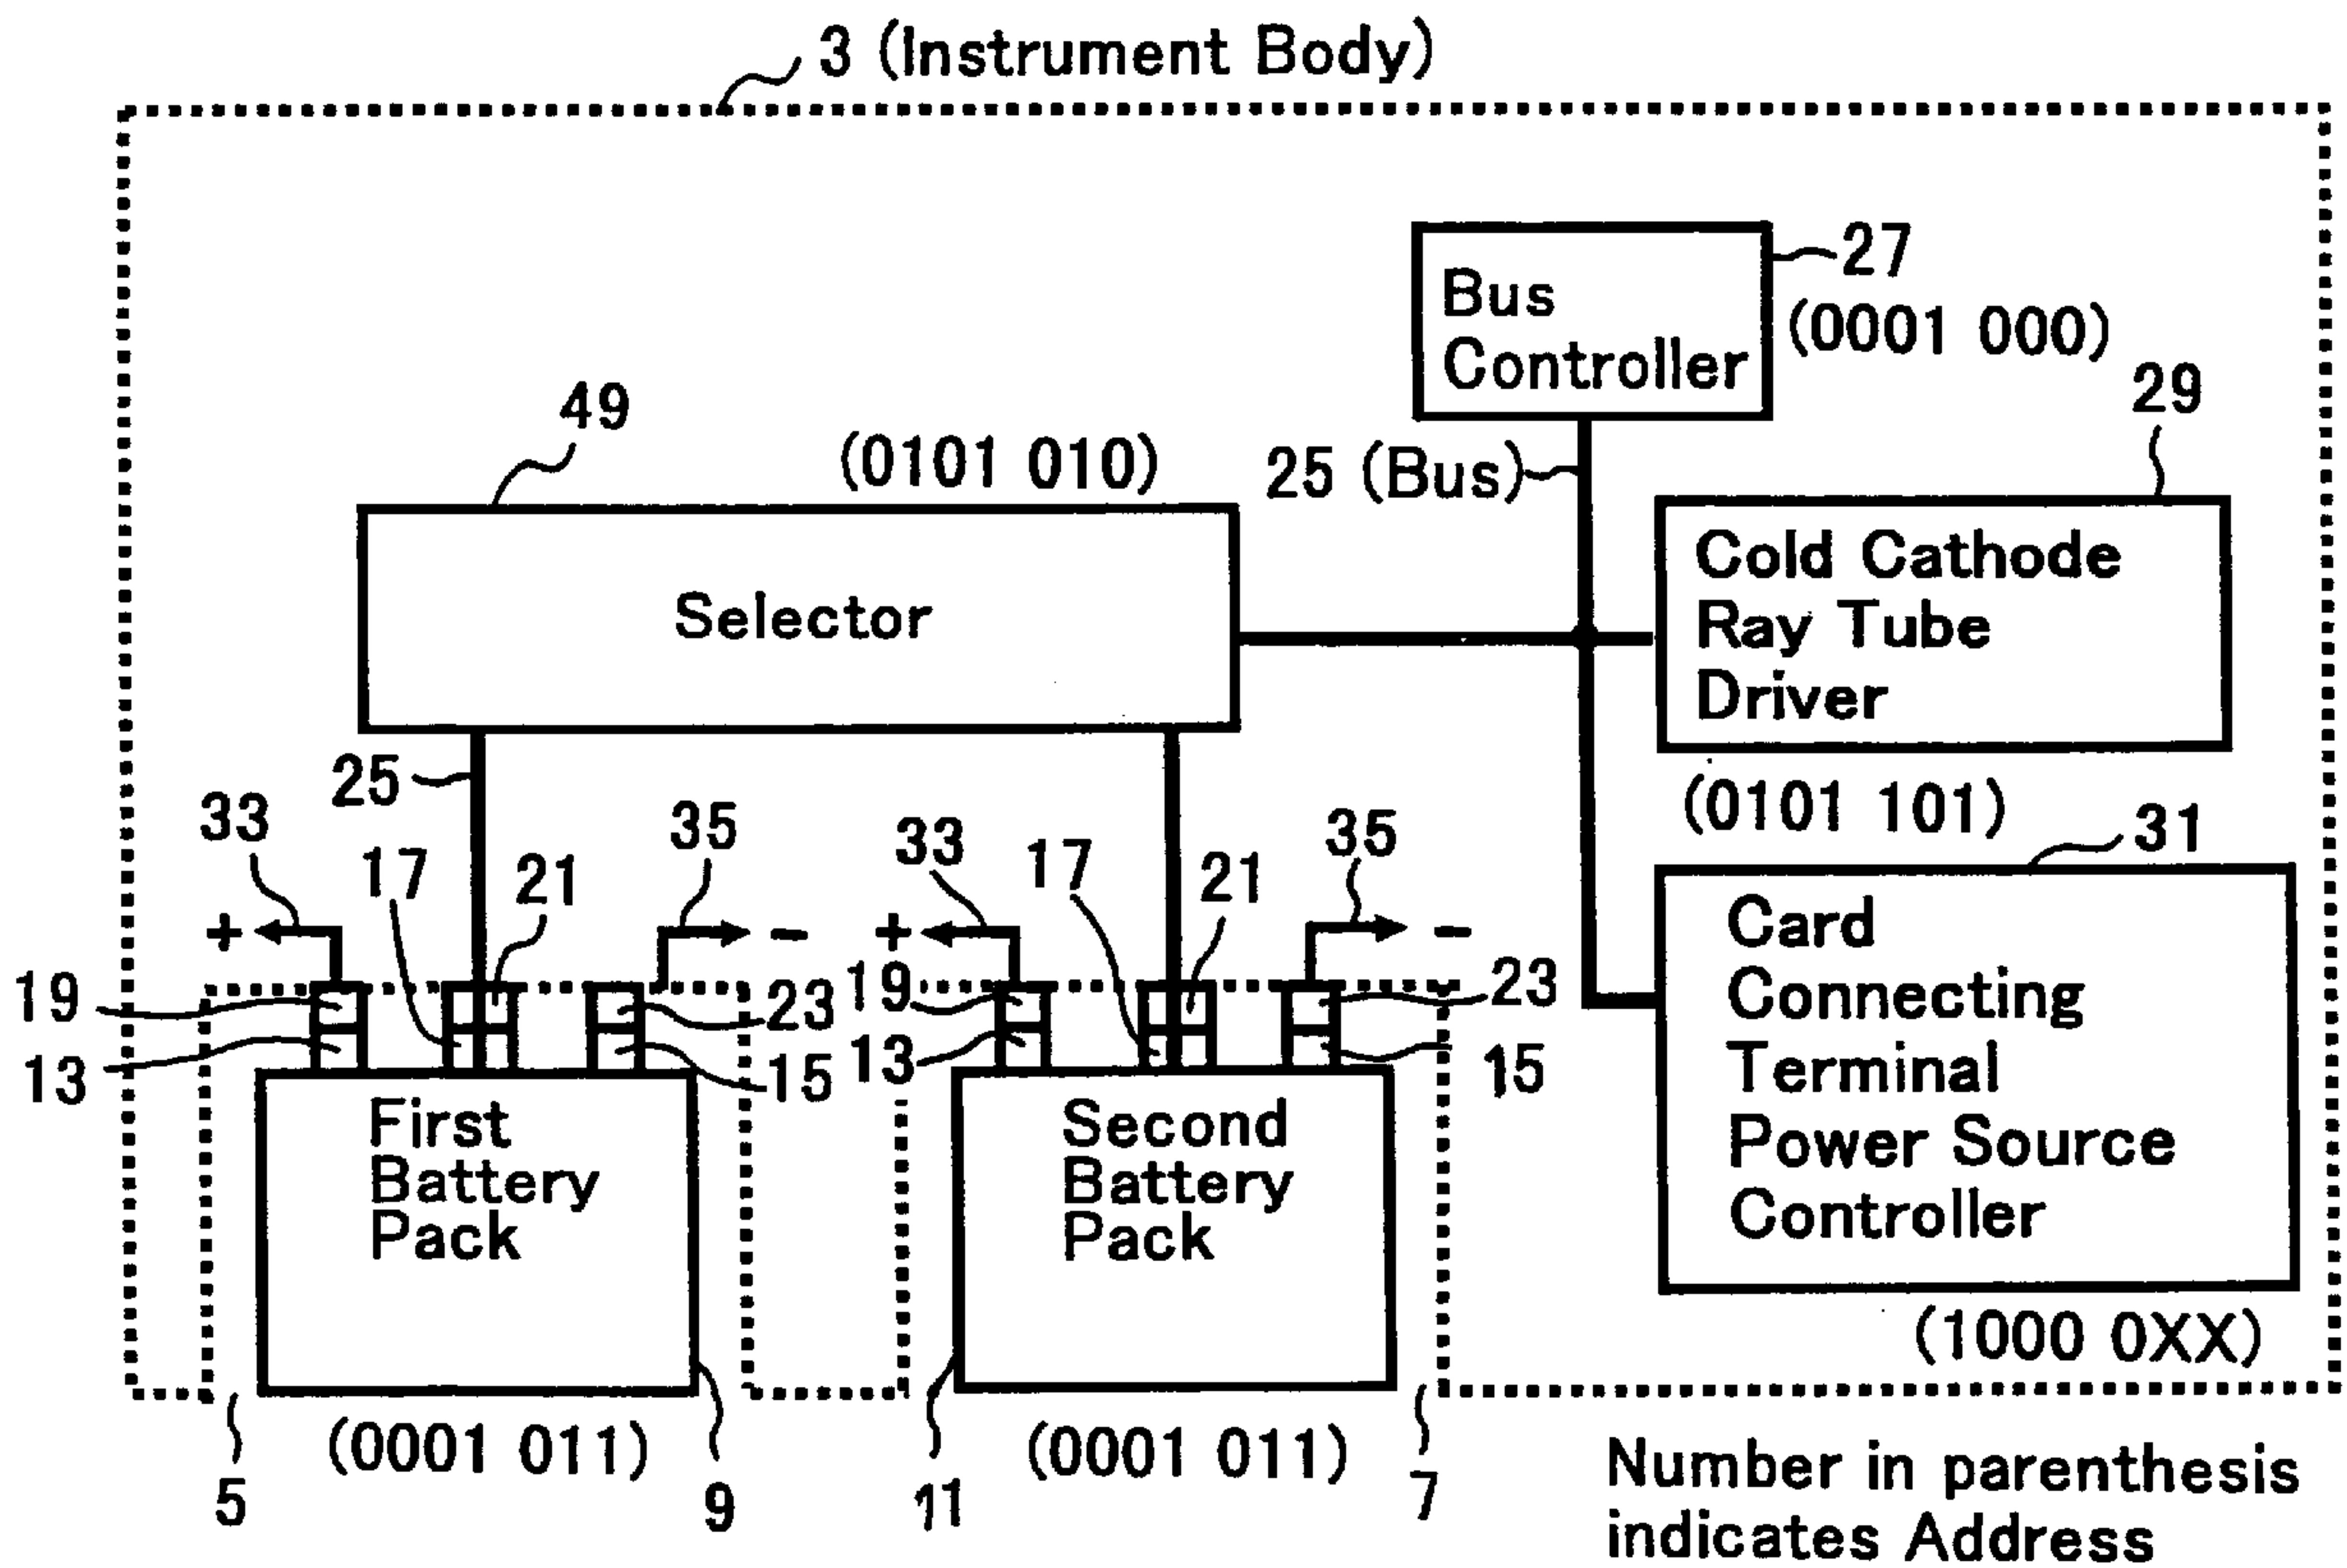 3 (Instrument Body)
27
Bus
Controller
(0001 000)
29
49
(0101 010)
25 (Bus)
Selector
Cold Cathode
Ray Tube
Driver
(0101 101)
25
33
17
21
35
33
17
21
35
31
+
-
+
-
19
23
19
23
13
15
13
15
Card
Connecting
Terminal
Power Source
Controller
(1000 0XX)
First
Battery
Pack
Second
Battery
Pack
(0001 011)
(0001 011)
5
9
11
7
Number in parenthesis
indicates Address